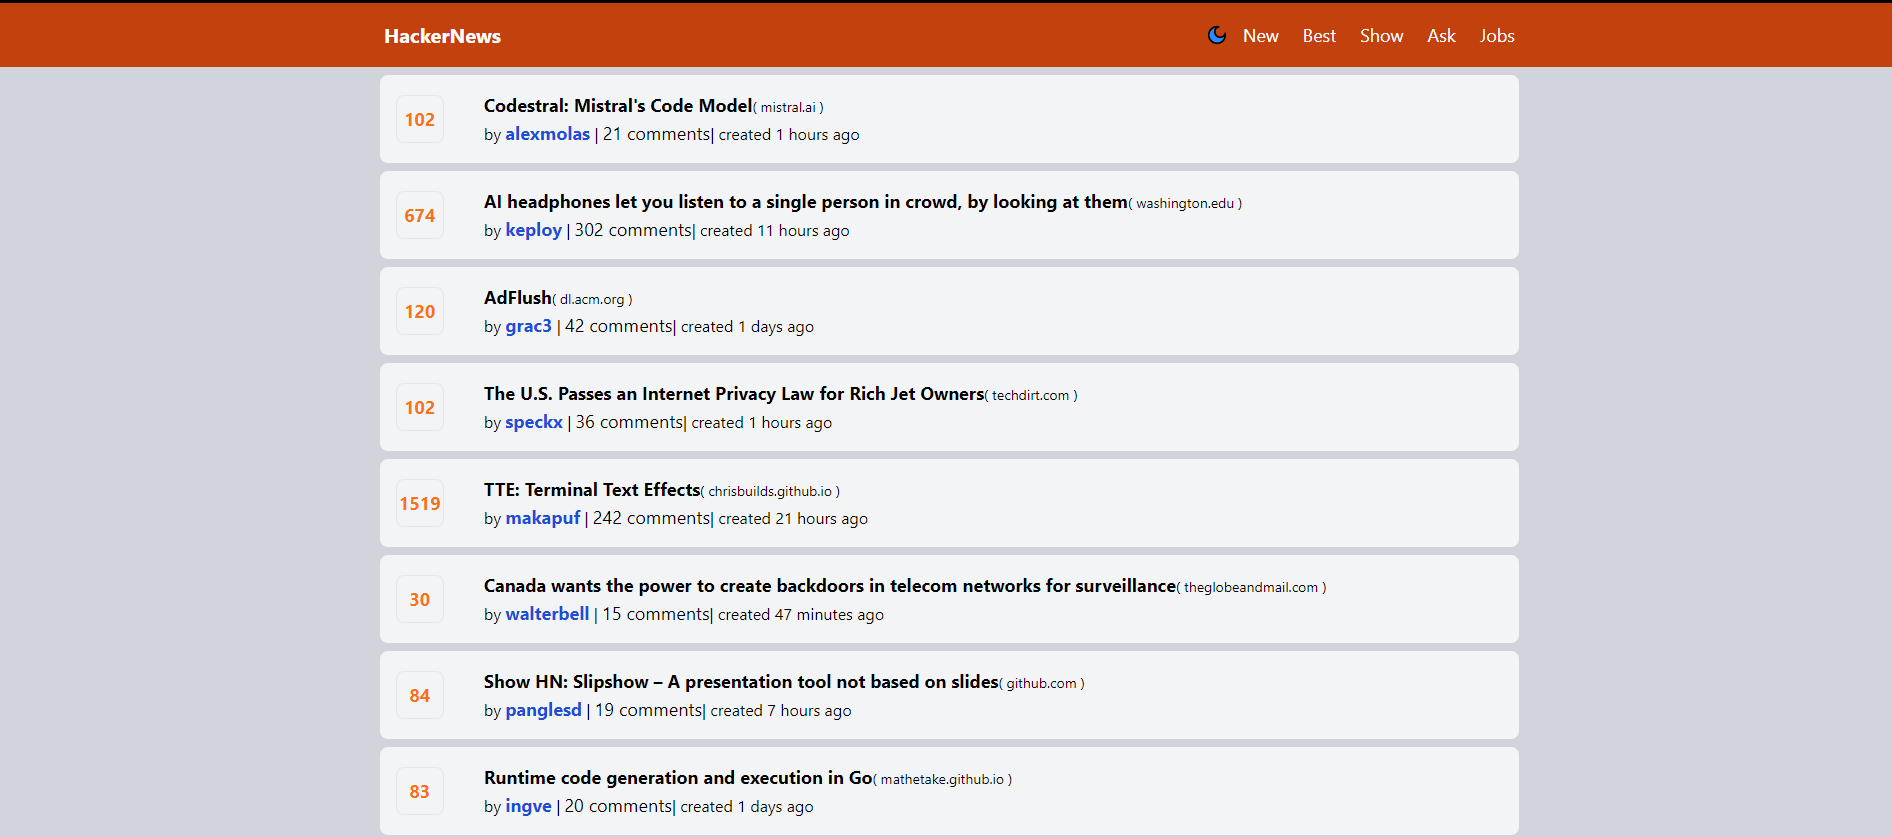 HackerNews New Best Show Ask Jobs
102
Codestral: Mistral's Code Model( mistral.ai )
by alexmolas | 21 comments| created 1 hours ago
674
AI headphones let you listen to a single person in crowd, by looking at them( washington.edu )
by keploy | 302 comments| created 11 hours ago
120
AdFlush( dl.acm.org )
by grac3 | 42 comments| created 1 days ago
102
The U.S. Passes an Internet Privacy Law for Rich Jet Owners( techdirt.com )
by speckx | 36 comments| created 1 hours ago
1519
TTE: Terminal Text Effects( chrisbuilds.github.io )
by makapuf | 242 comments| created 21 hours ago
30
Canada wants the power to create backdoors in telecom networks for surveillance( theglobeandmail.com )
by walterbell | 15 comments| created 47 minutes ago
84
Show HN: Slipshow – A presentation tool not based on slides( github.com )
by panglesd | 19 comments| created 7 hours ago
83
Runtime code generation and execution in Go( mathetake.github.io )
by ingve | 20 comments| created 1 days ago